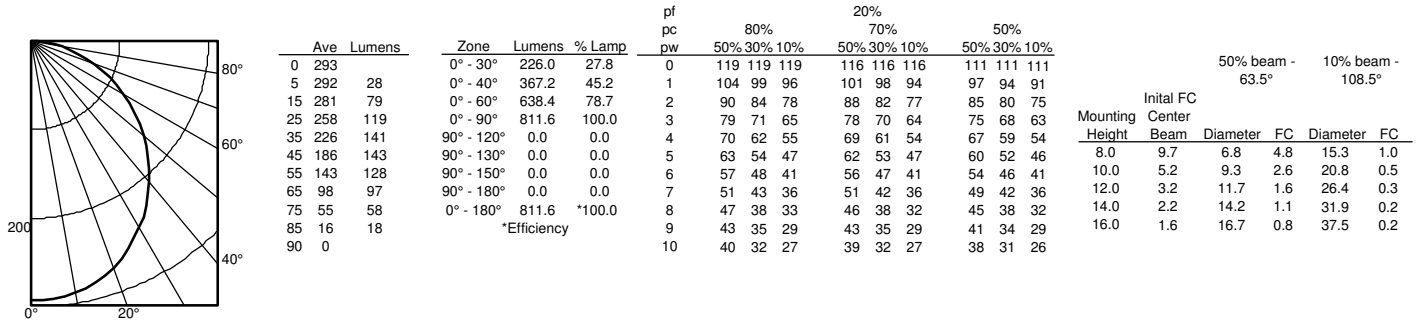 80°
60°
40°
200
0° 20°
Ave Lumens
0 293
5 292 28
15 281 79
25 258 119
35 226 141
45 186 143
55 143 128
65 98 97
75 55 58
85 16 18
90 0
Zone Lumens % Lamp
0° - 30° 226.0 27.8
0° - 40° 367.2 45.2
0° - 60° 638.4 78.7
0° - 90° 811.6 100.0
90° - 120° 0.0 0.0
90° - 130° 0.0 0.0
90° - 150° 0.0 0.0
90° - 180° 0.0 0.0
0° - 180° 811.6 *100.0
*Efficiency
pf 20%
pc 80% 70% 50%
pw 50% 30% 10% 50% 30% 10% 50% 30% 10%
0 119 119 119 116 116 116 111 111 111
1 104 99 96 101 98 94 97 94 91
2 90 84 78 88 82 77 85 80 75
3 79 71 65 78 70 64 75 68 63
4 70 62 55 69 61 54 67 59 54
5 63 54 47 62 53 47 60 52 46
6 57 48 41 56 47 41 54 46 41
7 51 43 36 51 42 36 49 42 36
8 47 38 33 46 38 32 45 38 32
9 43 35 29 43 35 29 41 34 29
10 40 32 27 39 32 27 38 31 26
50% beam - 10% beam -
63.5° 108.5°
Inital FC
Mounting Center
Height Beam Diameter FC Diameter FC
8.0 9.7 6.8 4.8 15.3 1.0
10.0 5.2 9.3 2.6 20.8 0.5
12.0 3.2 11.7 1.6 26.4 0.3
14.0 2.2 14.2 1.1 31.9 0.2
16.0 1.6 16.7 0.8 37.5 0.2